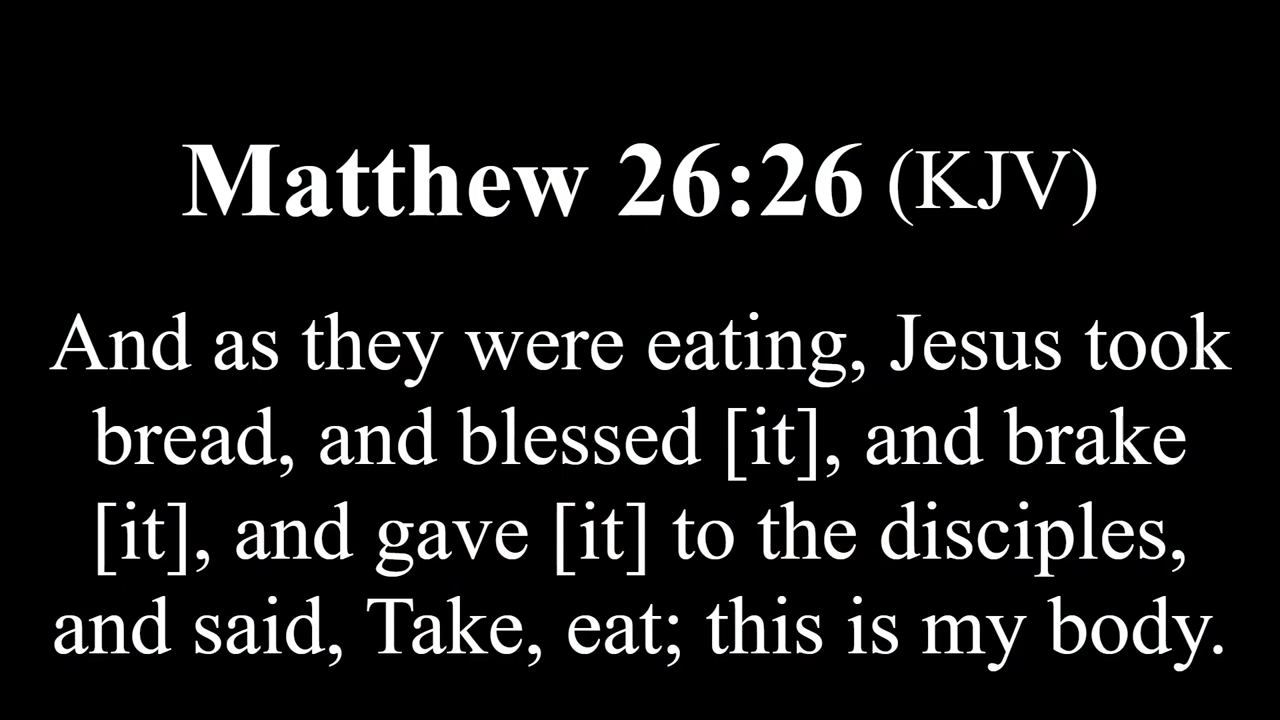 Matthew 26:26 (KJV)
And as they were eating, Jesus took
bread, and blessed [it], and brake
[it], and gave [it] to the disciples,
and said, Take, eat; this is my body.